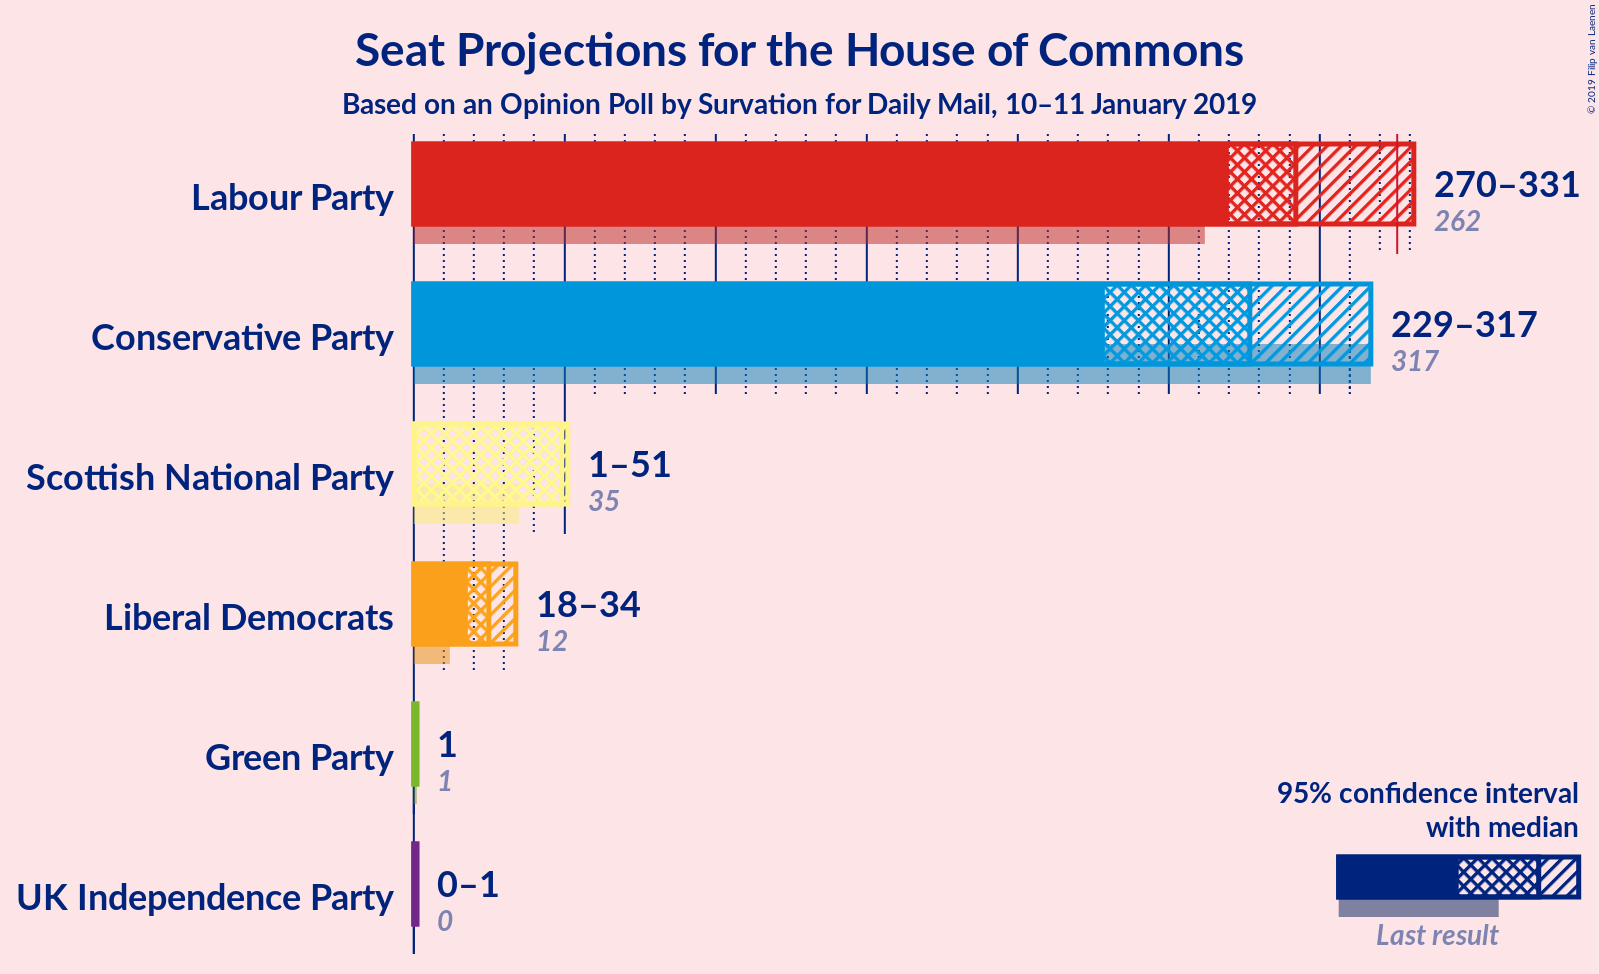 Seat Projections for the House of Commons
Based on an Opinion Poll by Survation for Daily Mail, 10–11 January 2019
© 2019 Filip van Laenen
Labour Party
270–331
262
Conservative Party
229–317
317
Scottish National Party
1–51
35
Liberal Democrats
18–34
12
Green Party
1
1
UK Independence Party
0–1
0
95% confidence interval
with median
Last result